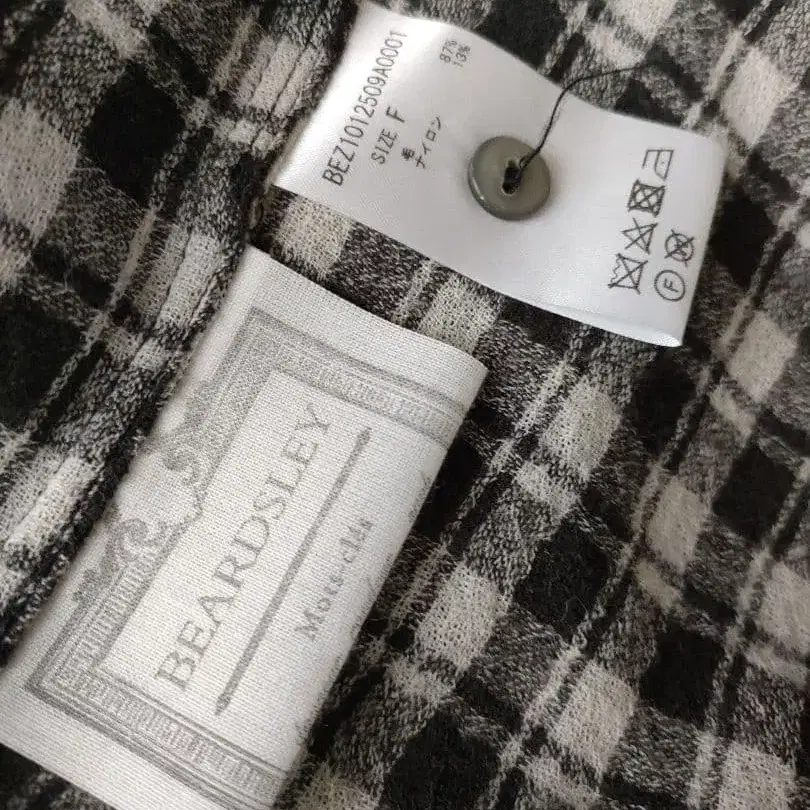 BEZ1012509A0001
SIZE F
毛 87%
ナイロン 13%
F
BEARDSLEY
Mots-clés